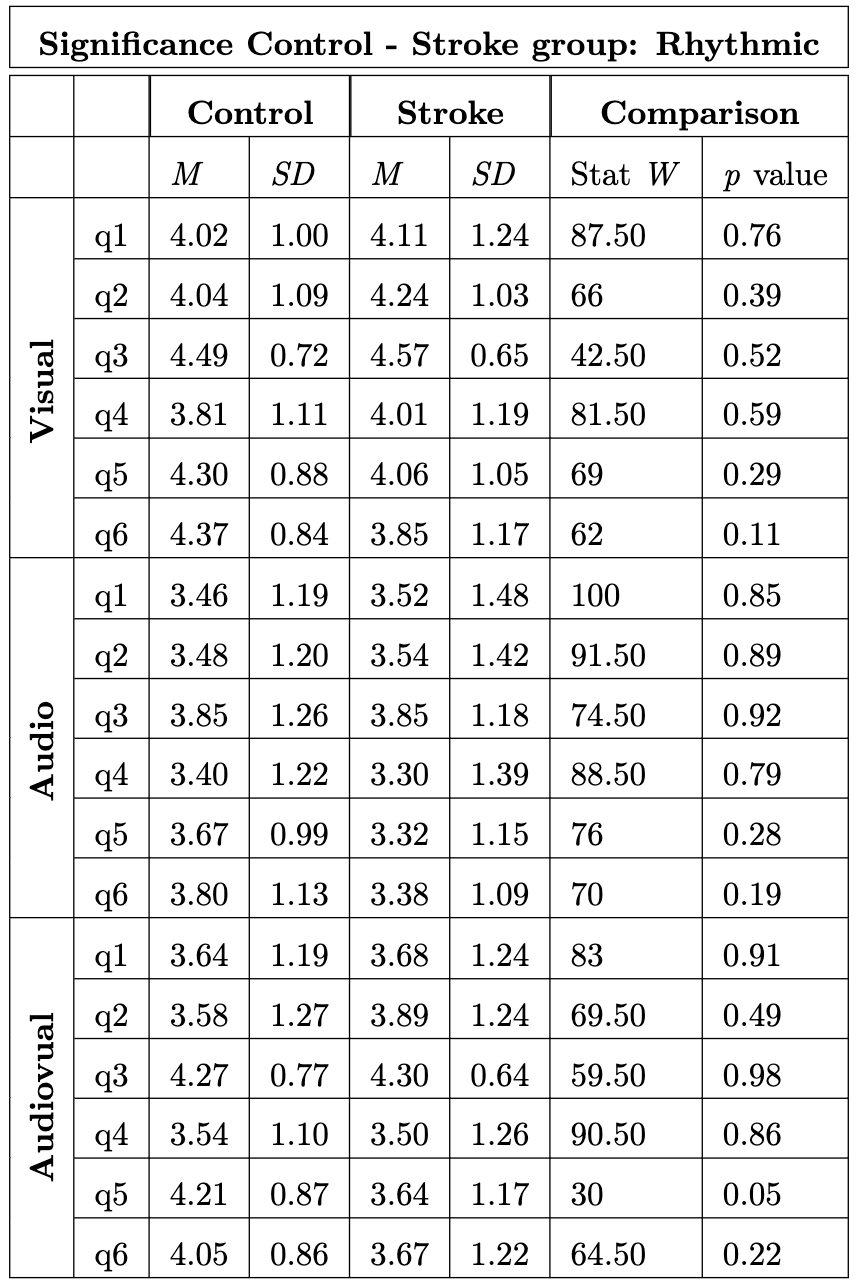 Significance Control - Stroke group: Rhythmic
Control Stroke Comparison
M SD M SD Stat W p value
Visual
q1 4.02 1.00 4.11 1.24 87.50 0.76
q2 4.04 1.09 4.24 1.03 66 0.39
q3 4.49 0.72 4.57 0.65 42.50 0.52
q4 3.81 1.11 4.01 1.19 81.50 0.59
q5 4.30 0.88 4.06 1.05 69 0.29
q6 4.37 0.84 3.85 1.17 62 0.11
Audio
q1 3.46 1.19 3.52 1.48 100 0.85
q2 3.48 1.20 3.54 1.42 91.50 0.89
q3 3.85 1.26 3.85 1.18 74.50 0.92
q4 3.40 1.22 3.30 1.39 88.50 0.79
q5 3.67 0.99 3.32 1.15 76 0.28
q6 3.80 1.13 3.38 1.09 70 0.19
Audiovual
q1 3.64 1.19 3.68 1.24 83 0.91
q2 3.58 1.27 3.89 1.24 69.50 0.49
q3 4.27 0.77 4.30 0.64 59.50 0.98
q4 3.54 1.10 3.50 1.26 90.50 0.86
q5 4.21 0.87 3.64 1.17 30 0.05
q6 4.05 0.86 3.67 1.22 64.50 0.22